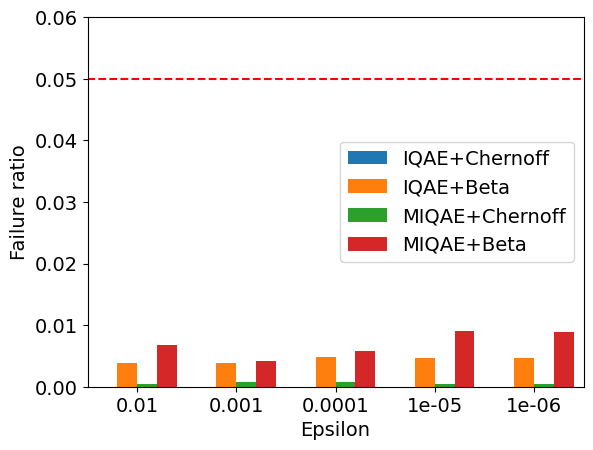 0.06
0.05
0.04
0.03
0.02
0.01
0.00
Failure ratio
IQAE+Chernoff
IQAE+Beta
MIQAE+Chernoff
MIQAE+Beta
0.01 0.001 0.0001 1e-05 1e-06
Epsilon